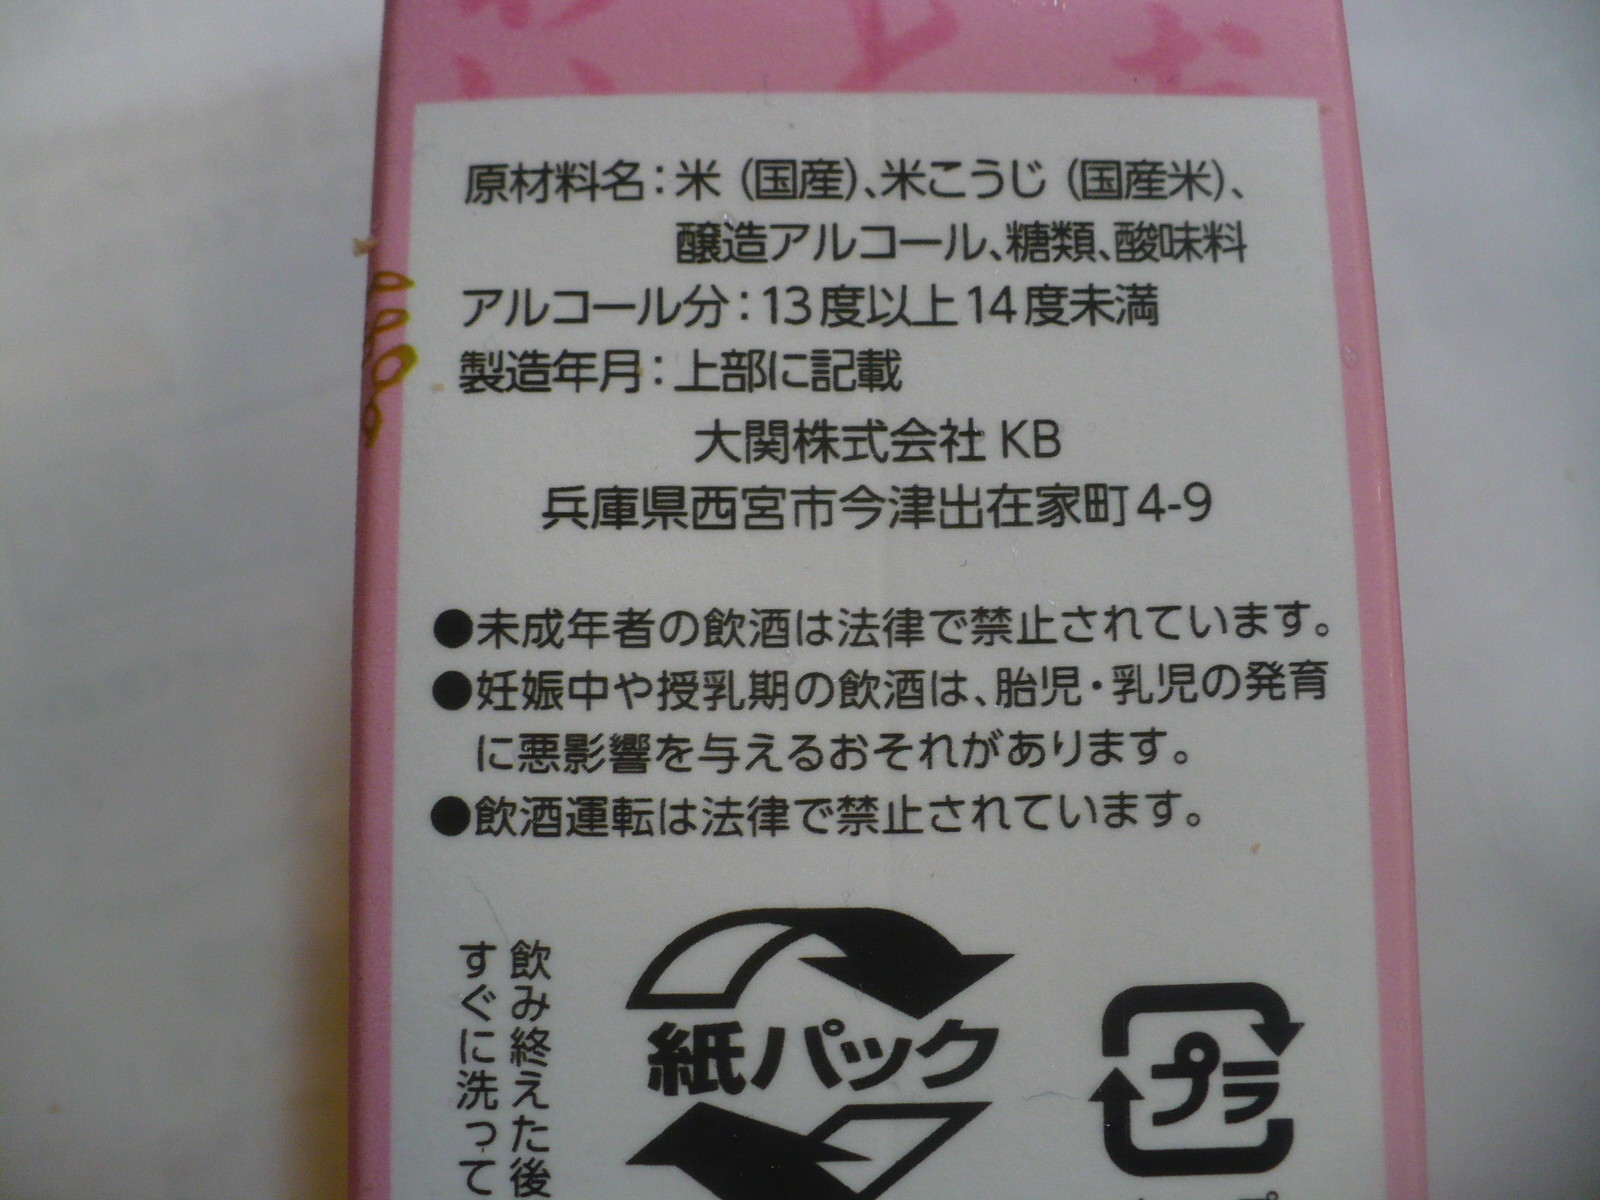 原材料名：米（国産）、米こうじ（国産米）、
醸造アルコール、糖類、酸味料
アルコール分：13度以上14度未満
製造年月：上部に記載
大関株式会社 KB
兵庫県西宮市今津出在家町4-9
●未成年者の飲酒は法律で禁止されています。
●妊娠中や授乳期の飲酒は、胎児・乳児の発育
に悪影響を与えるおそれがあります。
●飲酒運転は法律で禁止されています。
飲み終えた後
すぐに洗って
紙パック
プラ